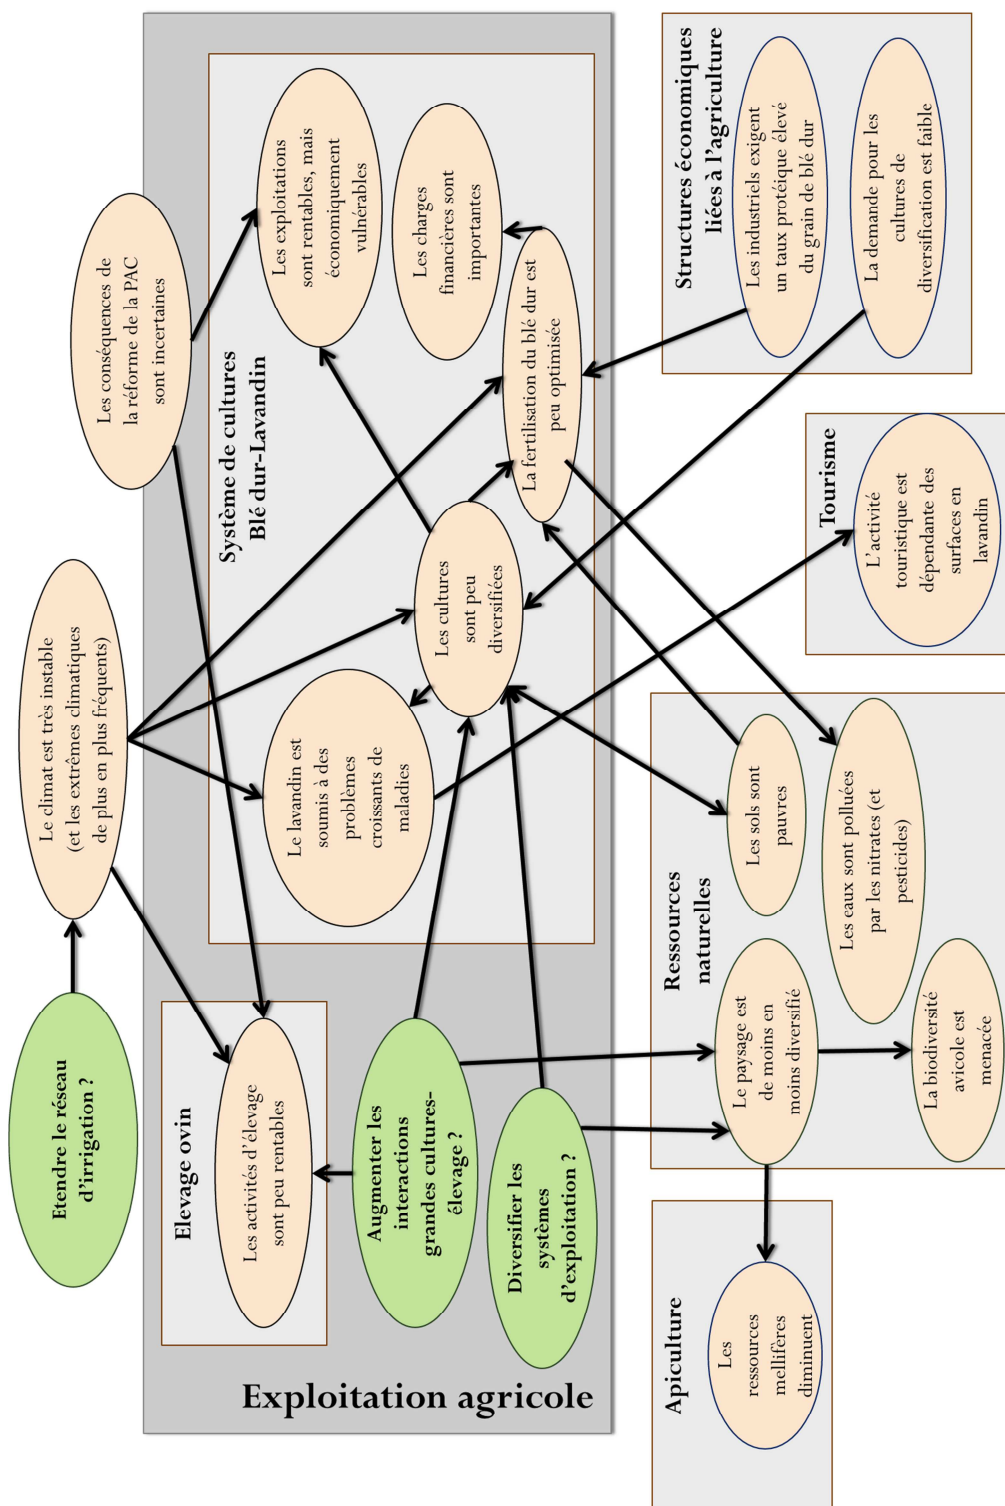 Etendre le réseau
d'irrigation ?
Le climat est très instable
(et les extrêmes climatiques
de plus en plus fréquents)
Les conséquences de
la réforme de la PAC
sont incertaines
Exploitation agricole
Elevage ovin
Les activités d'élevage
sont peu rentables
Augmenter les
interactions
grandes cultures-
élevage ?
Diversifier les
systèmes
d'exploitation ?
Système de cultures
Blé dur-Lavandin
Le lavandin est
soumis à des
problèmes
croissants de
maladies
Les cultures
sont peu
diversifiées
Les exploitations
sont rentables, mais
économiquement
vulnérables
Les charges
financières sont
importantes
La fertilisation du blé dur est
peu optimisée
Apiculture
Les
ressources
mellifères
diminuent
Ressources
naturelles
Le paysage est
de moins en
moins diversifié
La biodiversité
avicole est
menacée
Les sols sont
pauvres
Les eaux sont polluées
par les nitrates (et
pesticides)
Tourisme
L'activité
touristique est
dépendante des
surfaces en
lavandin
Structures économiques
liées à l'agriculture
Les industriels exigent
un taux protéique élevé
du grain de blé dur
La demande pour les
cultures de
diversification est faible